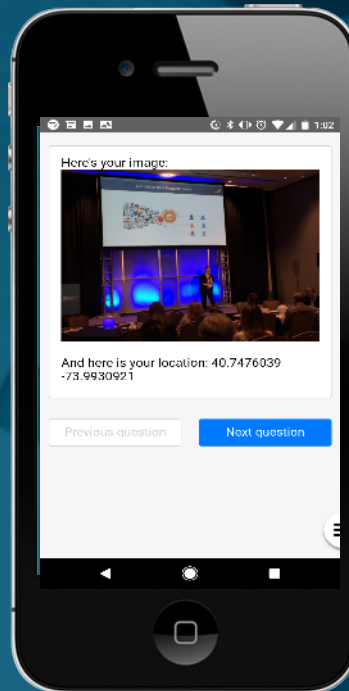 1:02
Here's your image:
And here is your location: 40.7476039
-73.9930921
Previous question
Next question